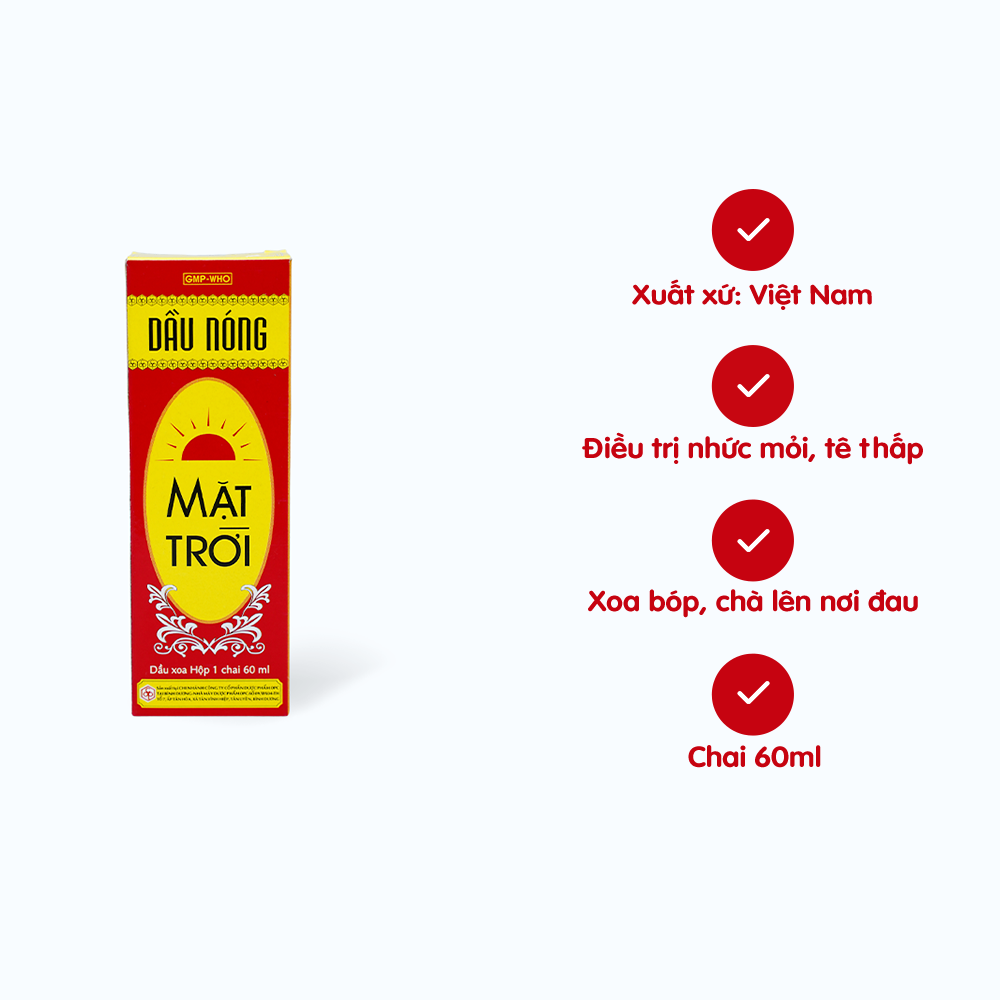 GMP-WHO
DẦU NÓNG
MẶT
TRỜI
Dầu xoa Hộp 1 chai 60 ml
Xuất xứ: Việt Nam
Điều trị nhức mỏi, tê thấp
Xoa bóp, chà lên nơi đau
Chai 60ml